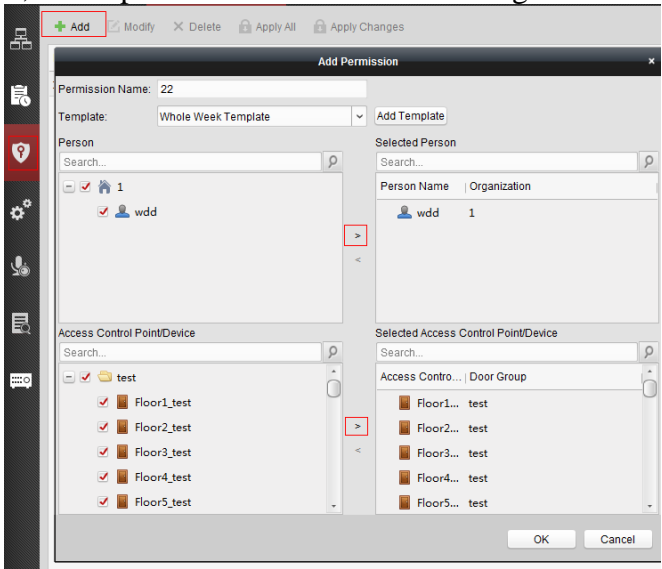 + Add Modify × Delete Apply All Apply Changes
Add Permission ×
Permission Name: 22
Template: Whole Week Template Add Template
Person Selected Person
Search... Search...
1 Person Name Organization
wdd wdd 1
>
<
Access Control Point/Device Selected Access Control Point/Device
Search... Search...
test Access Contro... Door Group
Floor1_test Floor1... test
Floor2_test > Floor2... test
Floor3_test < Floor3... test
Floor4_test Floor4... test
Floor5_test Floor5... test
OK Cancel